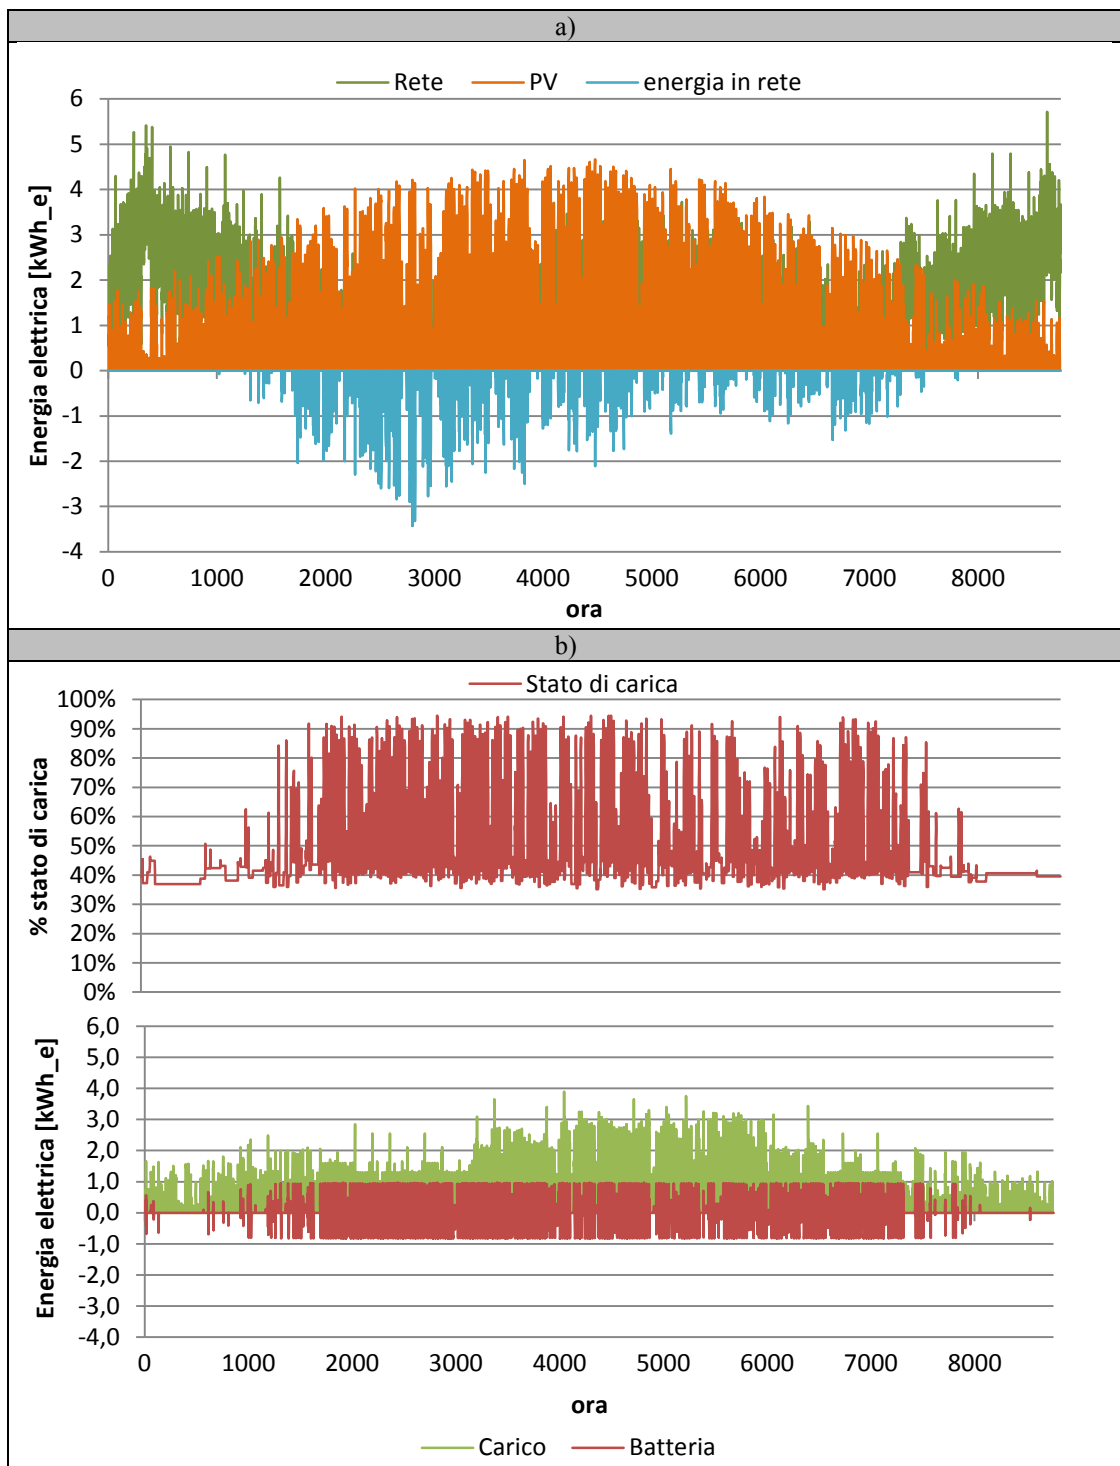 a)
Rete PV energia in rete
Energia elettrica [kWh_e]
6
5
4
3
2
1
0
-1
-2
-3
-4
0 1000 2000 3000 4000 5000 6000 7000 8000
ora
b)
Stato di carica
% stato di carica
100%
90%
80%
70%
60%
50%
40%
30%
20%
10%
0%
Energia elettrica [kWh_e]
6,0
5,0
4,0
3,0
2,0
1,0
0,0
-1,0
-2,0
-3,0
-4,0
0 1000 2000 3000 4000 5000 6000 7000 8000
ora
Carico Batteria